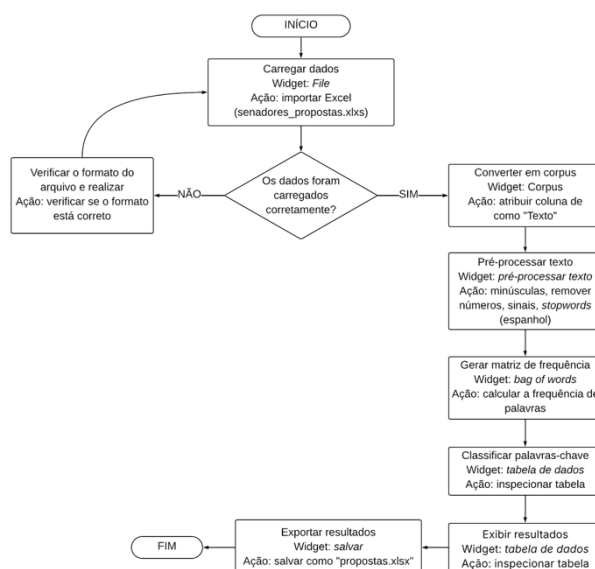 INÍCIO
Carregar dados
Widget: File
Ação: importar Excel
(senadores_propostas.xlxs)
Verificar o formato do
arquivo e realizar
Ação: verificar se o formato
está correto
NÃO
Os dados foram
carregados
corretamente?
SIM
Converter em corpus
Widget: Corpus
Ação: atribuir coluna de
como "Texto"
Pré-processar texto
Widget: pré-processar texto
Ação: minúsculas, remover
números, sinais, stopwords
(espanhol)
Gerar matriz de frequência
Widget: bag of words
Ação: calcular a frequência de
palavras
Classificar palavras-chave
Widget: tabela de dados
Ação: inspecionar tabela
Exibir resultados
Widget: tabela de dados
Ação: inspecionar tabela
Exportar resultados
Widget: salvar
Ação: salvar como "propostas.xlsx"
FIM